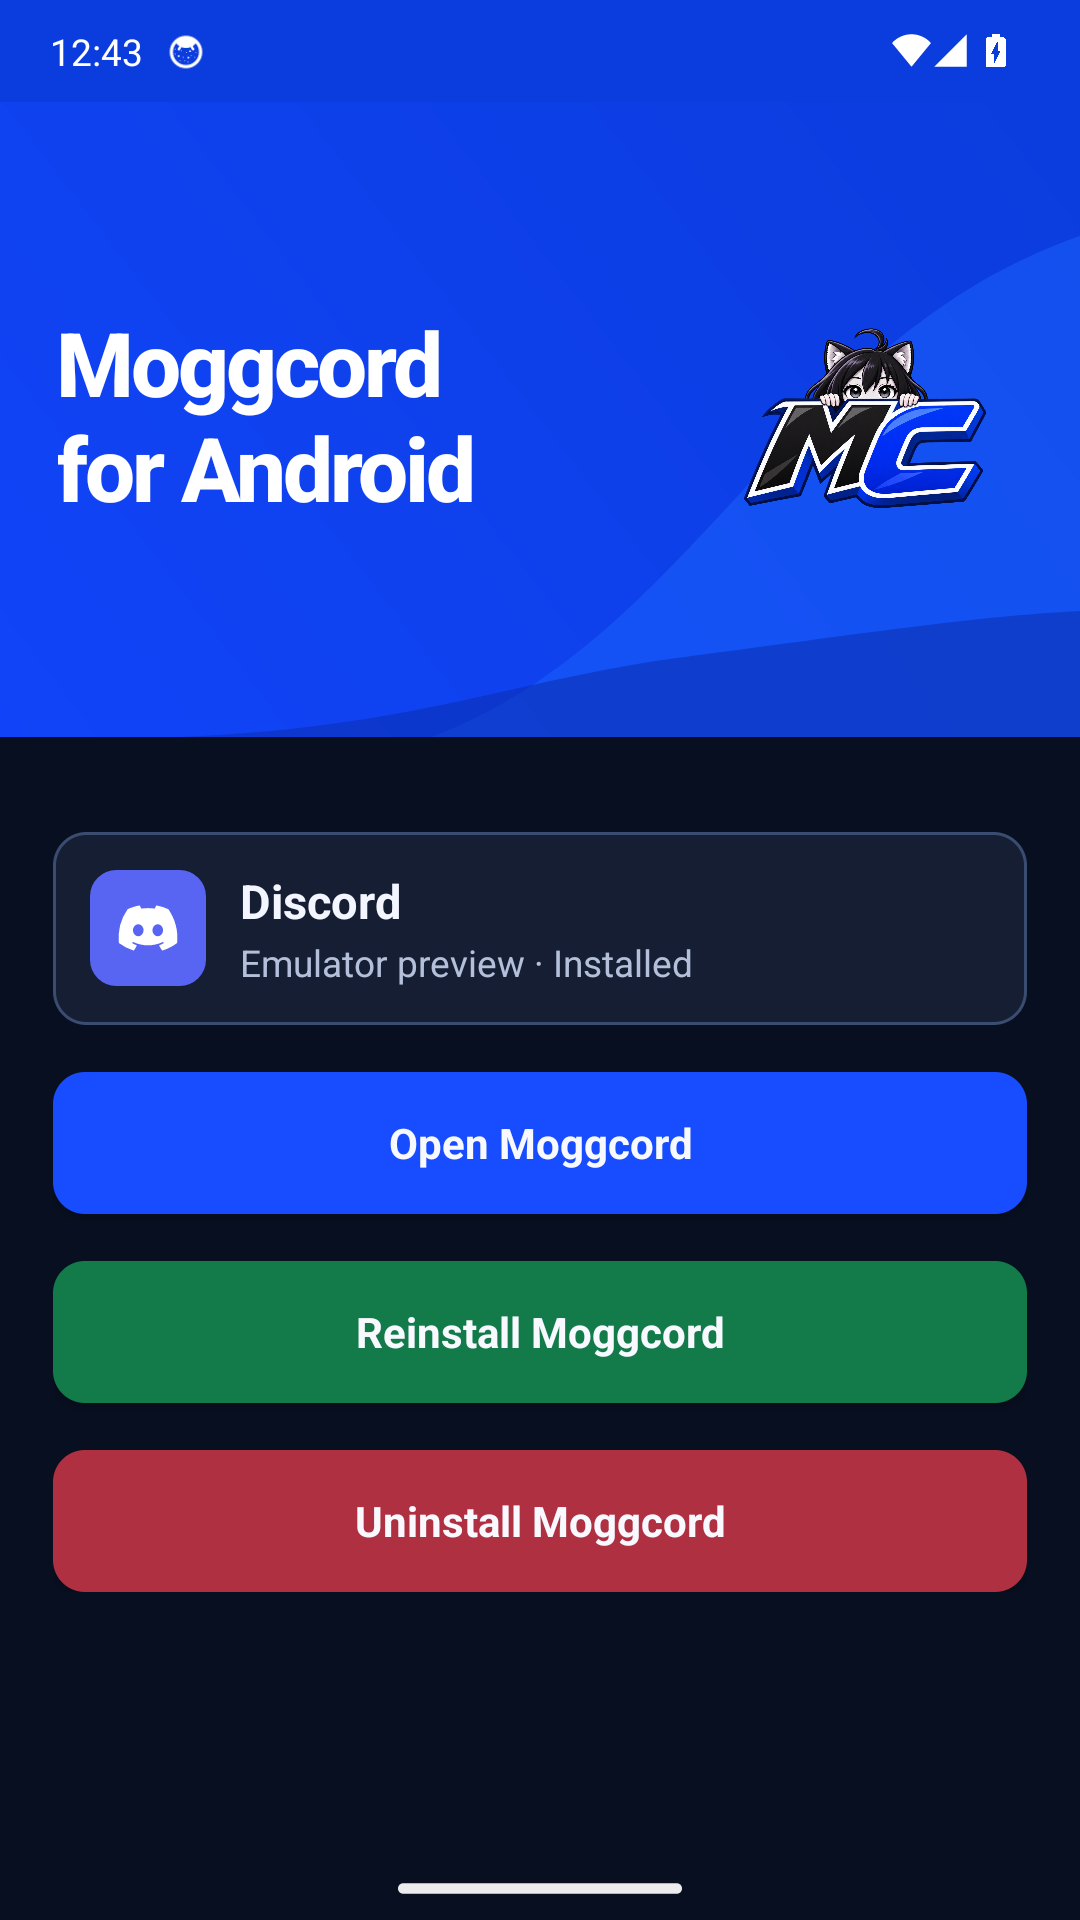 12:43
Moggcord
for Android
MC
Discord
Emulator preview · Installed
Open Moggcord
Reinstall Moggcord
Uninstall Moggcord